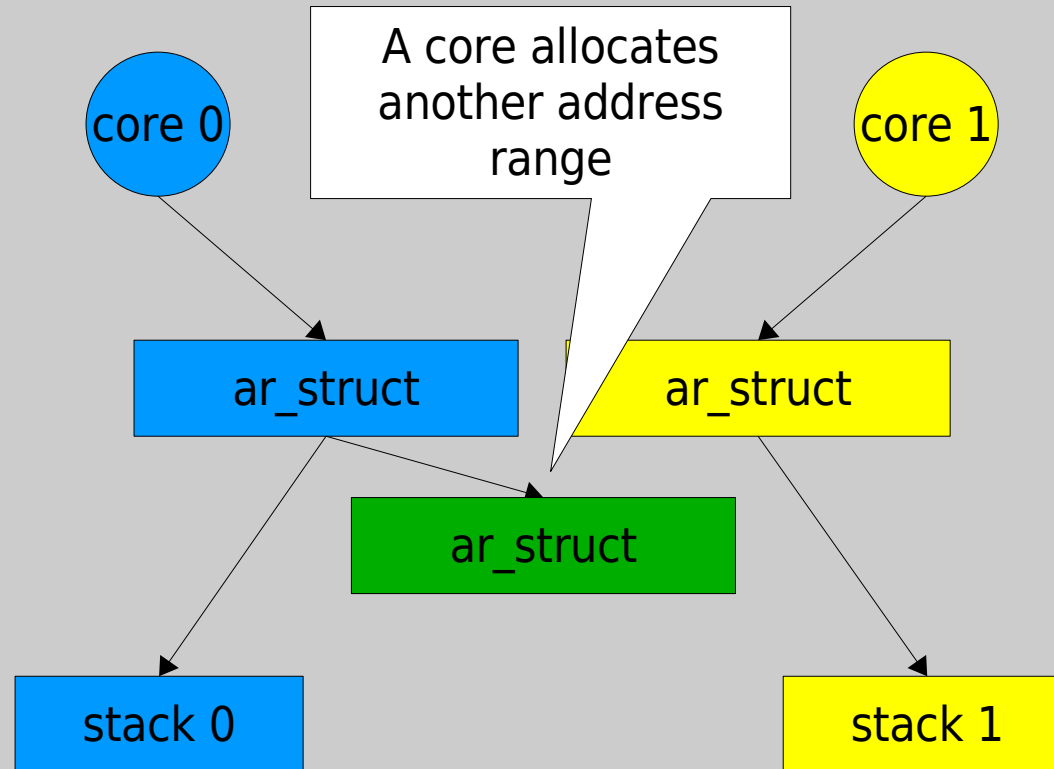 A core allocates
another address
range
core 0
core 1
ar_struct
ar_struct
ar_struct
stack 0
stack 1